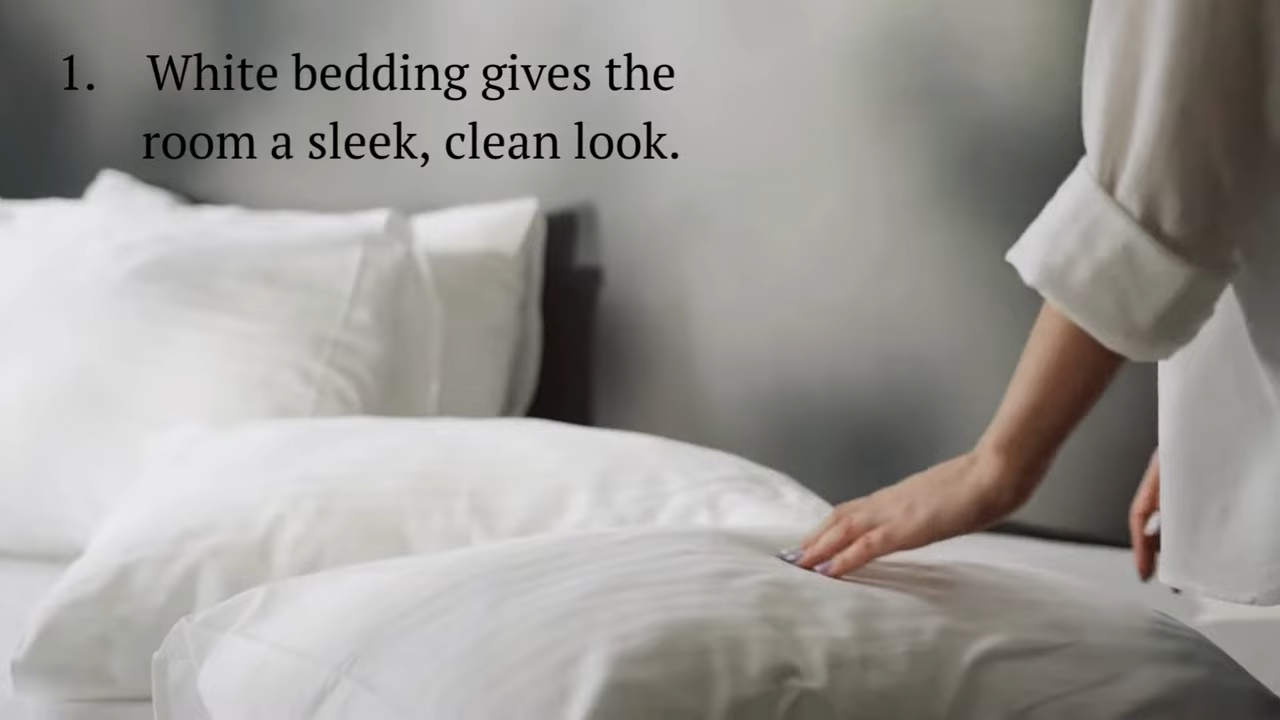 1. White bedding gives the
room a sleek, clean look.